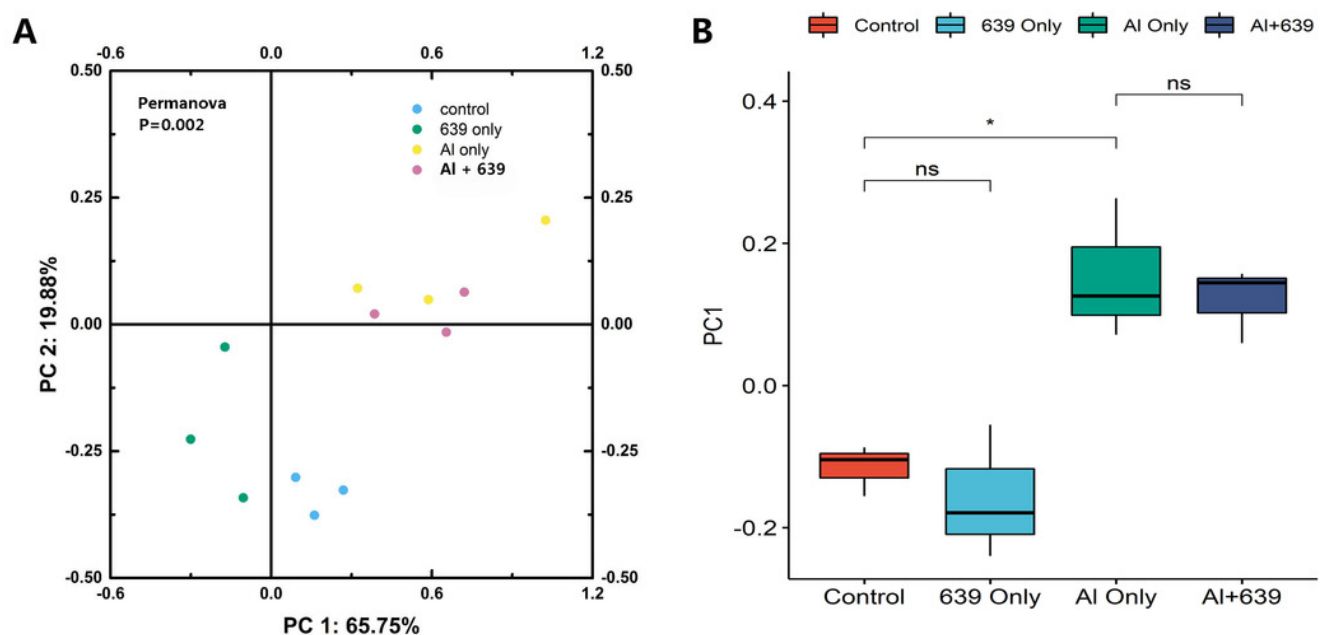 A
-0.6 0.0 0.6 1.2
0.50 0.50
Permanova
P=0.002
control
639 only
Al only
Al + 639
0.25 0.25
0.00 0.00
-0.25 -0.25
-0.50 -0.50
-0.6 0.0 0.6 1.2
PC 2: 19.88%
PC 1: 65.75%
B
Control 639 Only Al Only Al+639
0.4
0.2
0.0
-0.2
PC1
ns
*
ns
Control 639 Only Al Only Al+639